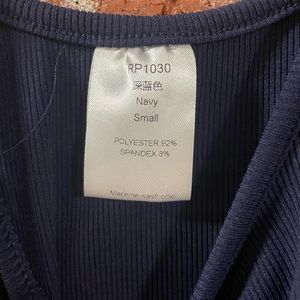 RP1030
深蓝色
Navy
Small
POLYESTER 92%
SPANDEX 8%
Machine wash cold